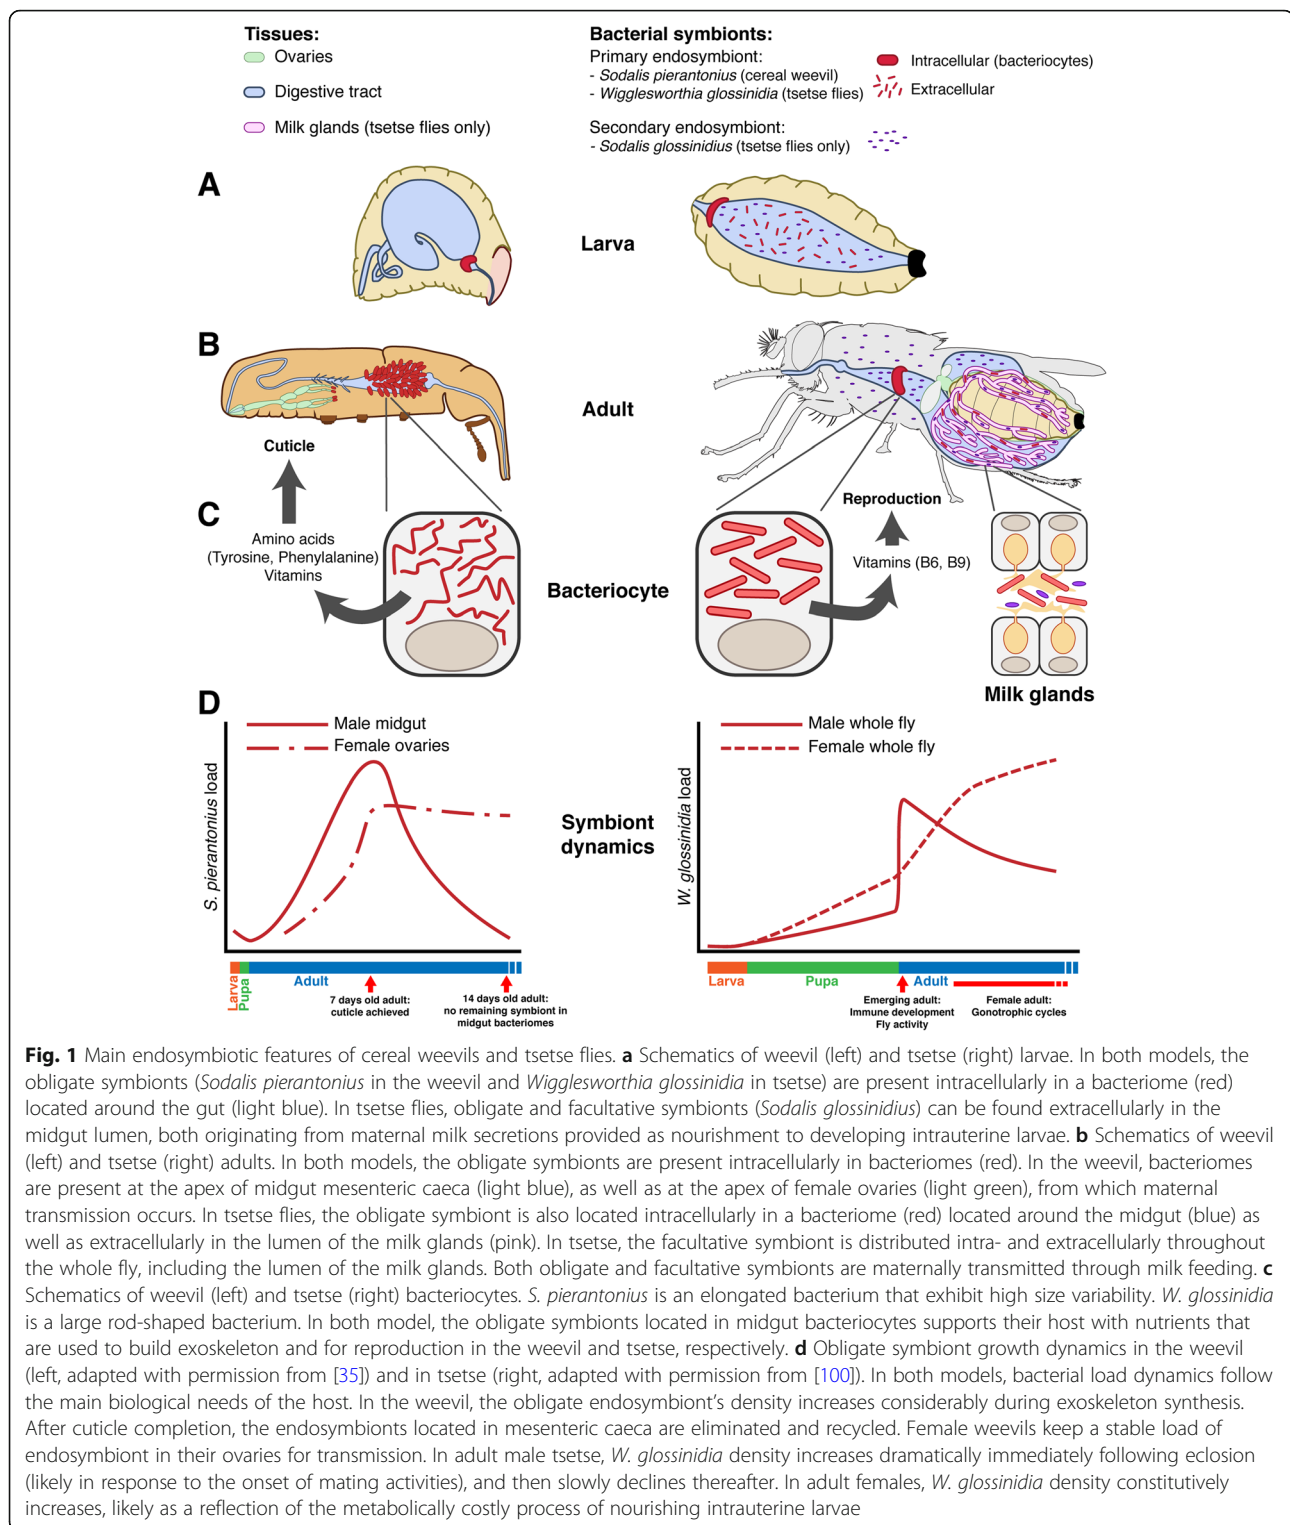 Tissues:
Ovaries
Digestive tract
Milk glands (tsetse flies only)
Bacterial symbionts:
Primary endosymbiont:
- Sodalis pierantonius (cereal weevil)
- Wigglesworthia glossinidia (tsetse flies)
Secondary endosymbiont:
- Sodalis glossinidius (tsetse flies only)
Intracellular (bacteriocytes)
Extracellular
A
Larva
B
Adult
Cuticle
C
Amino acids
(Tyrosine, Phenylalanine)
Vitamins
Bacteriocyte
Reproduction
Vitamins (B6, B9)
Milk glands
D
Male midgut
Female ovaries
S. pierantonius load
Larva
Pupa
Adult
7 days old adult:
cuticle achieved
14 days old adult:
no remaining symbiont in
midgut bacteriomes
Symbiont
dynamics
Male whole fly
Female whole fly
W. glossinidia load
Larva
Pupa
Adult
Emerging adult:
Immune development
Fly activity
Female adult:
Gonotrophic cycles
Fig. 1 Main endosymbiotic features of cereal weevils and tsetse flies. a Schematics of weevil (left) and tsetse (right) larvae. In both models, the
obligate symbionts (Sodalis pierantonius in the weevil and Wigglesworthia glossinidia in tsetse) are present intracellularly in a bacteriome (red)
located around the gut (light blue). In tsetse flies, obligate and facultative symbionts (Sodalis glossinidius) can be found extracellularly in the
midgut lumen, both originating from maternal milk secretions provided as nourishment to developing intrauterine larvae. b Schematics of weevil
(left) and tsetse (right) adults. In both models, the obligate symbionts are present intracellularly in bacteriomes (red). In the weevil, bacteriomes
are present at the apex of midgut mesenteric caeca (light blue), as well as at the apex of female ovaries (light green), from which maternal
transmission occurs. In tsetse flies, the obligate symbiont is also located intracellularly in a bacteriome (red) located around the midgut (blue) as
well as extracellularly in the lumen of the milk glands (pink). In tsetse, the facultative symbiont is distributed intra- and extracellularly throughout
the whole fly, including the lumen of the milk glands. Both obligate and facultative symbionts are maternally transmitted through milk feeding. c
Schematics of weevil (left) and tsetse (right) bacteriocytes. S. pierantonius is an elongated bacterium that exhibit high size variability. W. glossinidia
is a large rod-shaped bacterium. In both model, the obligate symbionts located in midgut bacteriocytes supports their host with nutrients that
are used to build exoskeleton and for reproduction in the weevil and tsetse, respectively. d Obligate symbiont growth dynamics in the weevil
(left, adapted with permission from [35]) and in tsetse (right, adapted with permission from [100]). In both models, bacterial load dynamics follow
the main biological needs of the host. In the weevil, the obligate endosymbiont's density increases considerably during exoskeleton synthesis.
After cuticle completion, the endosymbionts located in mesenteric caeca are eliminated and recycled. Female weevils keep a stable load of
endosymbiont in their ovaries for transmission. In adult male tsetse, W. glossinidia density increases dramatically immediately following eclosion
(likely in response to the onset of mating activities), and then slowly declines thereafter. In adult females, W. glossinidia density constitutively
increases, likely as a reflection of the metabolically costly process of nourishing intrauterine larvae